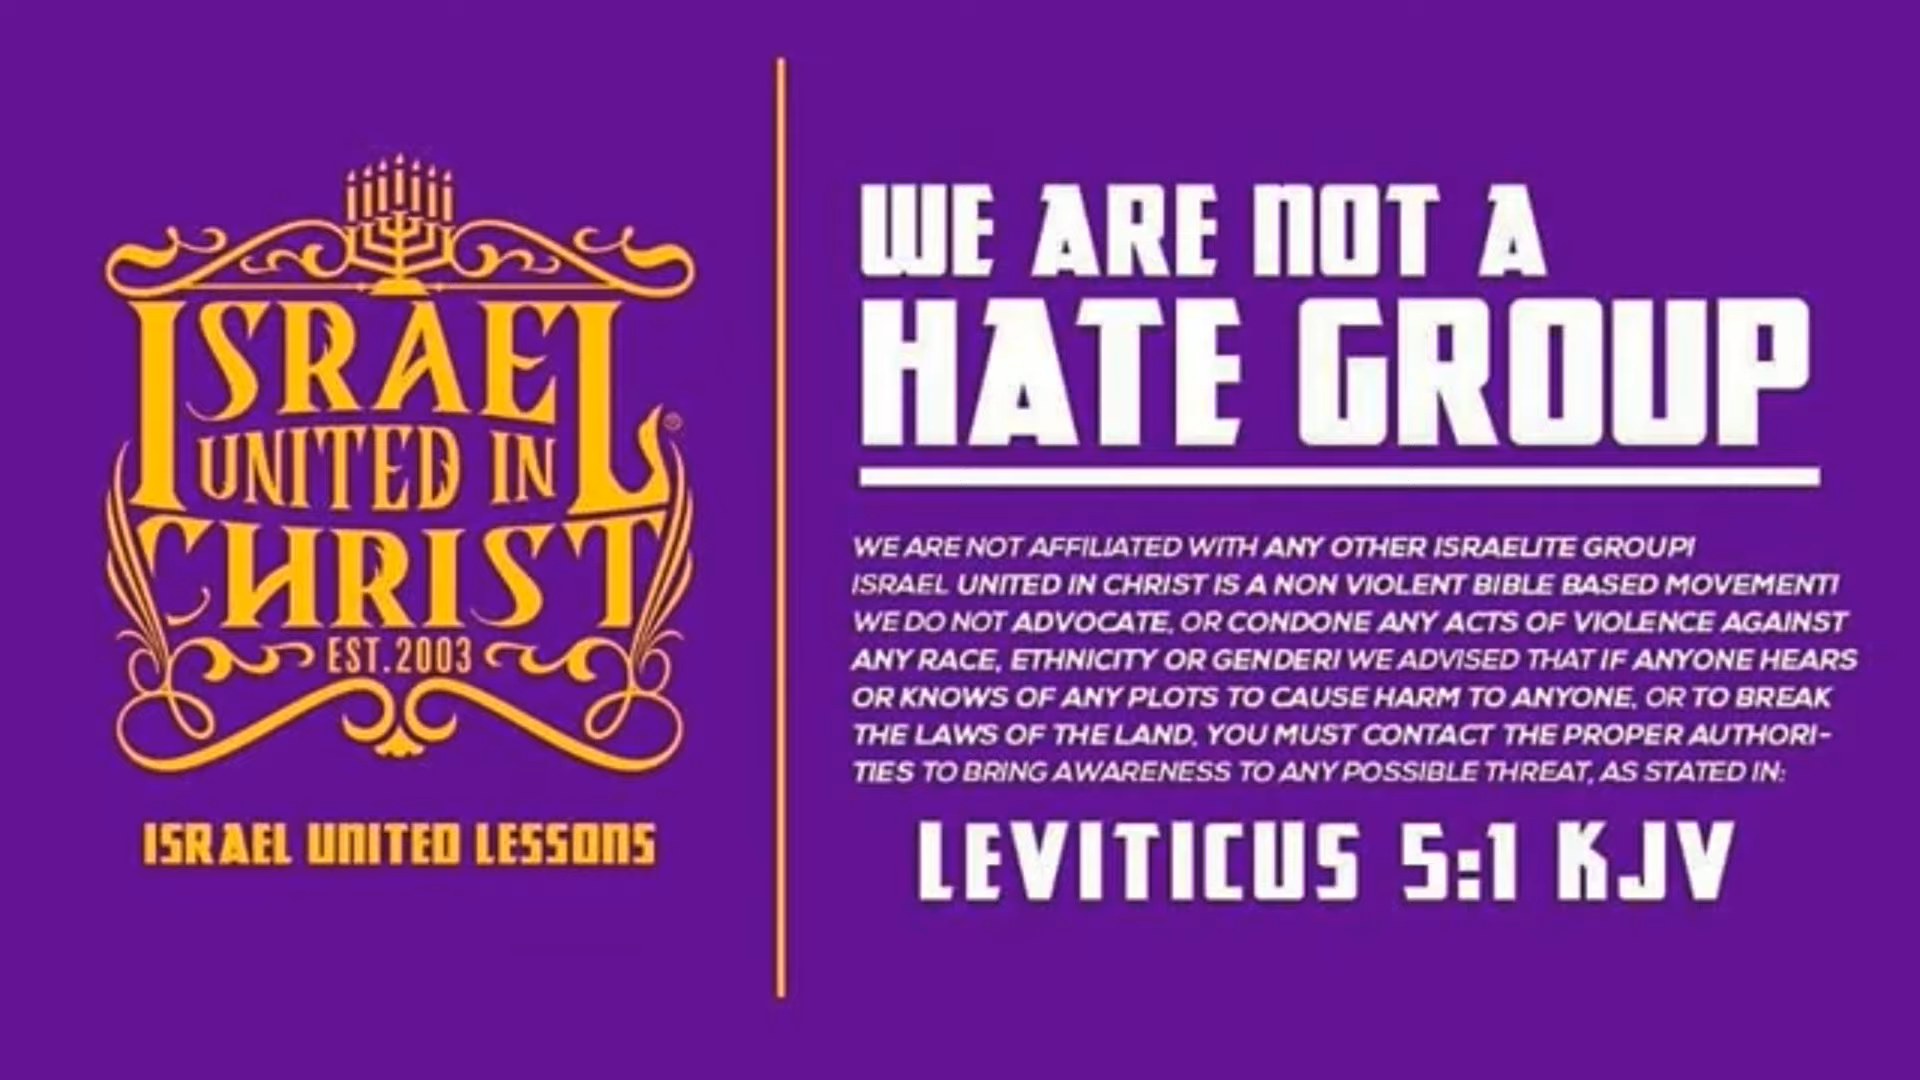 ISRAEL
UNITED IN
CHRIST
®
EST. 2003
ISRAEL UNITED LESSONS
WE ARE NOT A
HATE GROUP
WE ARE NOT AFFILIATED WITH ANY OTHER ISRAELITE GROUP!
ISRAEL UNITED IN CHRIST IS A NON VIOLENT BIBLE BASED MOVEMENT!
WE DO NOT ADVOCATE, OR CONDONE ANY ACTS OF VIOLENCE AGAINST
ANY RACE, ETHNICITY OR GENDER! WE ADVISED THAT IF ANYONE HEARS
OR KNOWS OF ANY PLOTS TO CAUSE HARM TO ANYONE, OR TO BREAK
THE LAWS OF THE LAND, YOU MUST CONTACT THE PROPER AUTHORI-
TIES TO BRING AWARENESS TO ANY POSSIBLE THREAT, AS STATED IN:
LEVITICUS 5:1 KJV